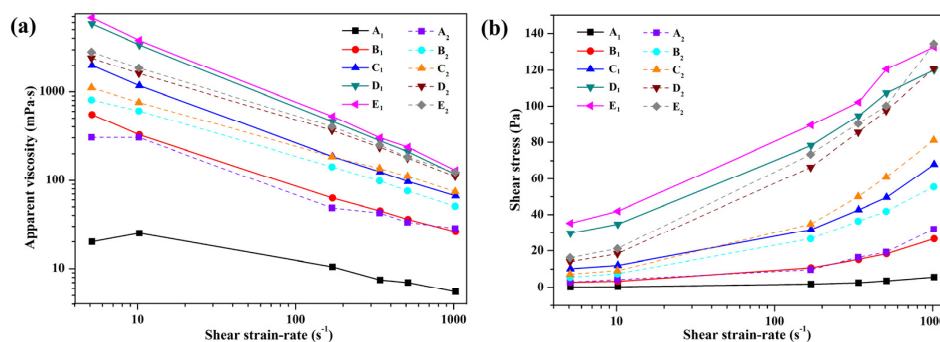 (a)
Apparent viscosity (mPa·s)
1000
100
10
10
100
1000
Shear strain-rate (s⁻¹)
A₁
B₁
C₁
D₁
E₁
A₂
B₂
C₂
D₂
E₂
(b)
Shear stress (Pa)
140
120
100
80
60
40
20
0
10
100
1000
Shear strain-rate (s⁻¹)
A₁
B₁
C₁
D₁
E₁
A₂
B₂
C₂
D₂
E₂